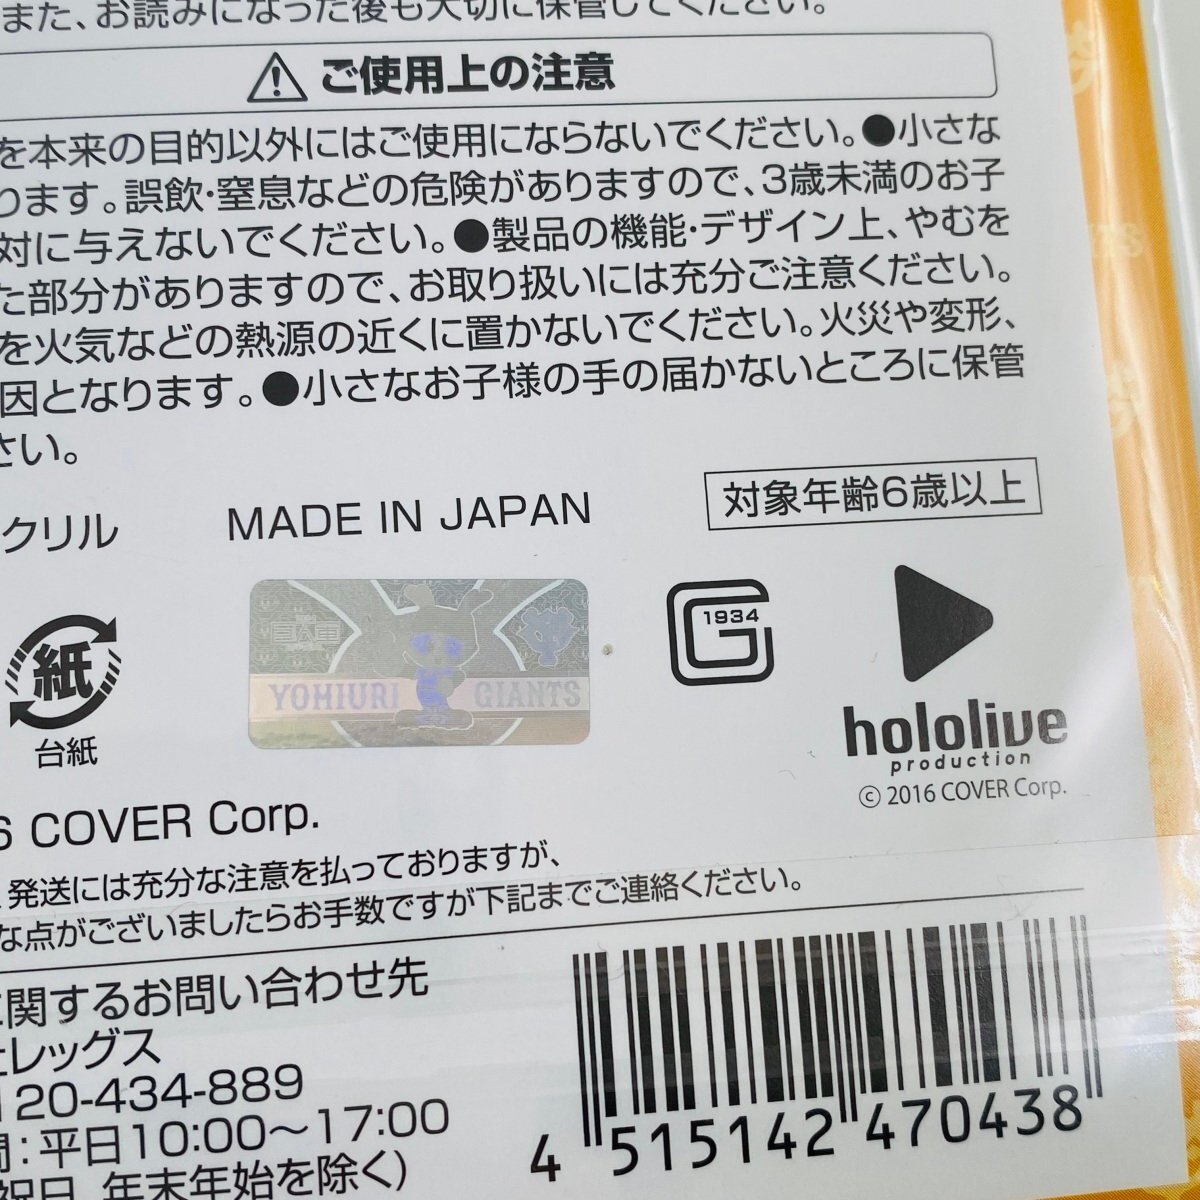 また、お読みになった後も大切に保管してください。
ご使用上の注意
を本来の目的以外にはご使用にならないでください。●小さな
ります。誤飲・窒息などの危険がありますので、3歳未満のお子
対に与えないでください。●製品の機能・デザイン上、やむを
た部分がありますので、お取り扱いには充分ご注意ください。
を火気などの熱源の近くに置かないでください。火災や変形、
因となります。●小さなお子様の手の届かないところに保管
さい。
クリル
MADE IN JAPAN
対象年齢6歳以上
紙
台紙
YOMIURI GIANTS
1934
G
hololive
production
© 2016 COVER Corp.
6 COVER Corp.
発送には充分な注意を払っておりますが、
な点がございましたらお手数ですが下記までご連絡ください。
に関するお問い合わせ先
社レッグス
120-434-889
間:平日10:00〜17:00
祝日、年末年始を除く)
4 515142 470438